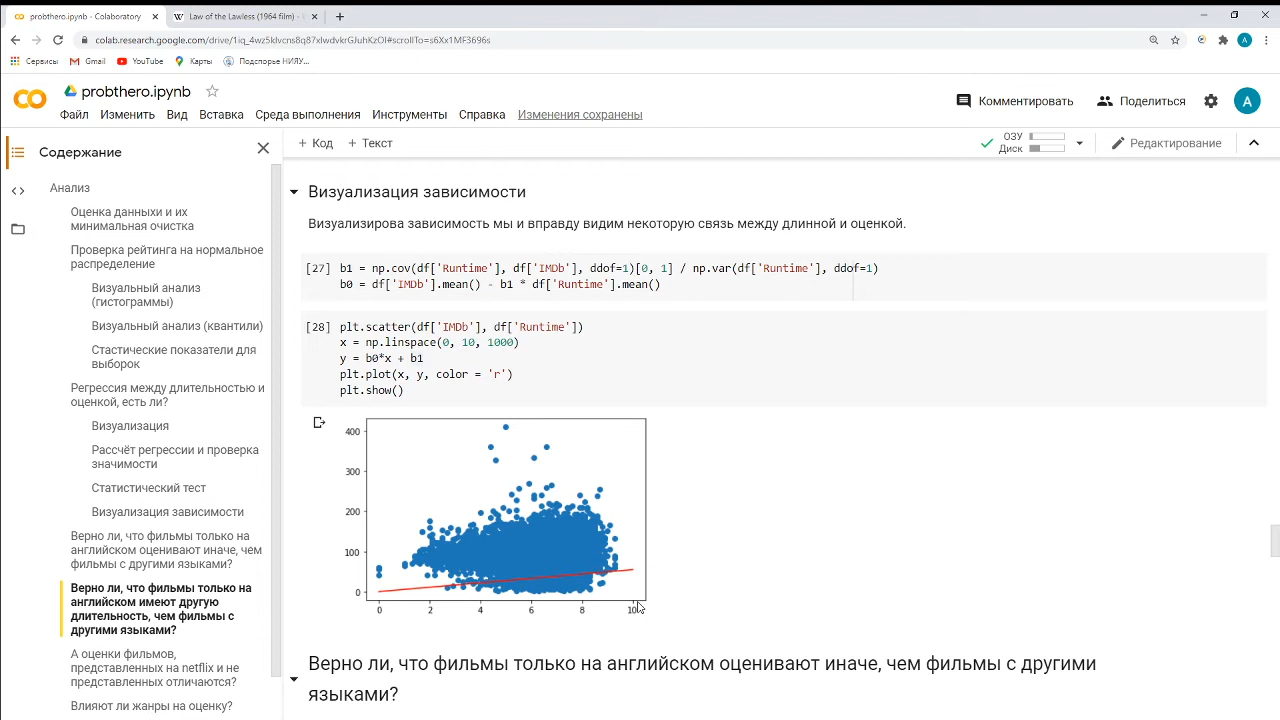 probthero.ipynb - Colaboratory
Law of the Lawless (1964 film) -
colab.research.google.com/drive/1iq_4wz5klvcns8q87xlwdvkrGJuhKzOl#scrollTo=s6Xx1MF3696s
Сервисы
Gmail
YouTube
Карты
Подспорье НИЯУ...
probthero.ipynb
Файл Изменить Вид Вставка Среда выполнения Инструменты Справка Изменения сохранены
Комментировать
Поделиться
A
Содержание
+ Код + Текст
ОЗУ
Диск
Редактирование
Анализ
Оценка данныхи и их
минимальная очистка
Проверка рейтинга на нормальное
распределение
Визуальный анализ
(гистограммы)
Визуальный анализ (квантили)
Стастические показатели для
выборок
Регрессия между длительностью и
оценкой, есть ли?
Визуализация
Рассчёт регрессии и проверка
значимости
Статистический тест
Визуализация зависимости
Верно ли, что фильмы только на
английском оценивают иначе, чем
фильмы с другими языками?
Верно ли, что фильмы только на
английском имеют другую
длительность, чем фильмы с
другими языками?
А оценки фильмов,
представленных на netflix и не
представленных отличаются?
Влияют ли жанры на оценку?
Визуализация зависимости
Визуализирова зависимость мы и вправду видим некоторую связь между длинной и оценкой.
[27] b1 = np.cov(df['Runtime'], df['IMDb'], ddof=1)[0, 1] / np.var(df['Runtime'], ddof=1)
b0 = df['IMDb'].mean() - b1 * df['Runtime'].mean()
[28] plt.scatter(df['IMDb'], df['Runtime'])
x = np.linspace(0, 10, 1000)
y = b0*x + b1
plt.plot(x, y, color = 'r')
plt.show()
400
300
200
100
0
0 2 4 6 8 10
Верно ли, что фильмы только на английском оценивают иначе, чем фильмы с другими
языками?